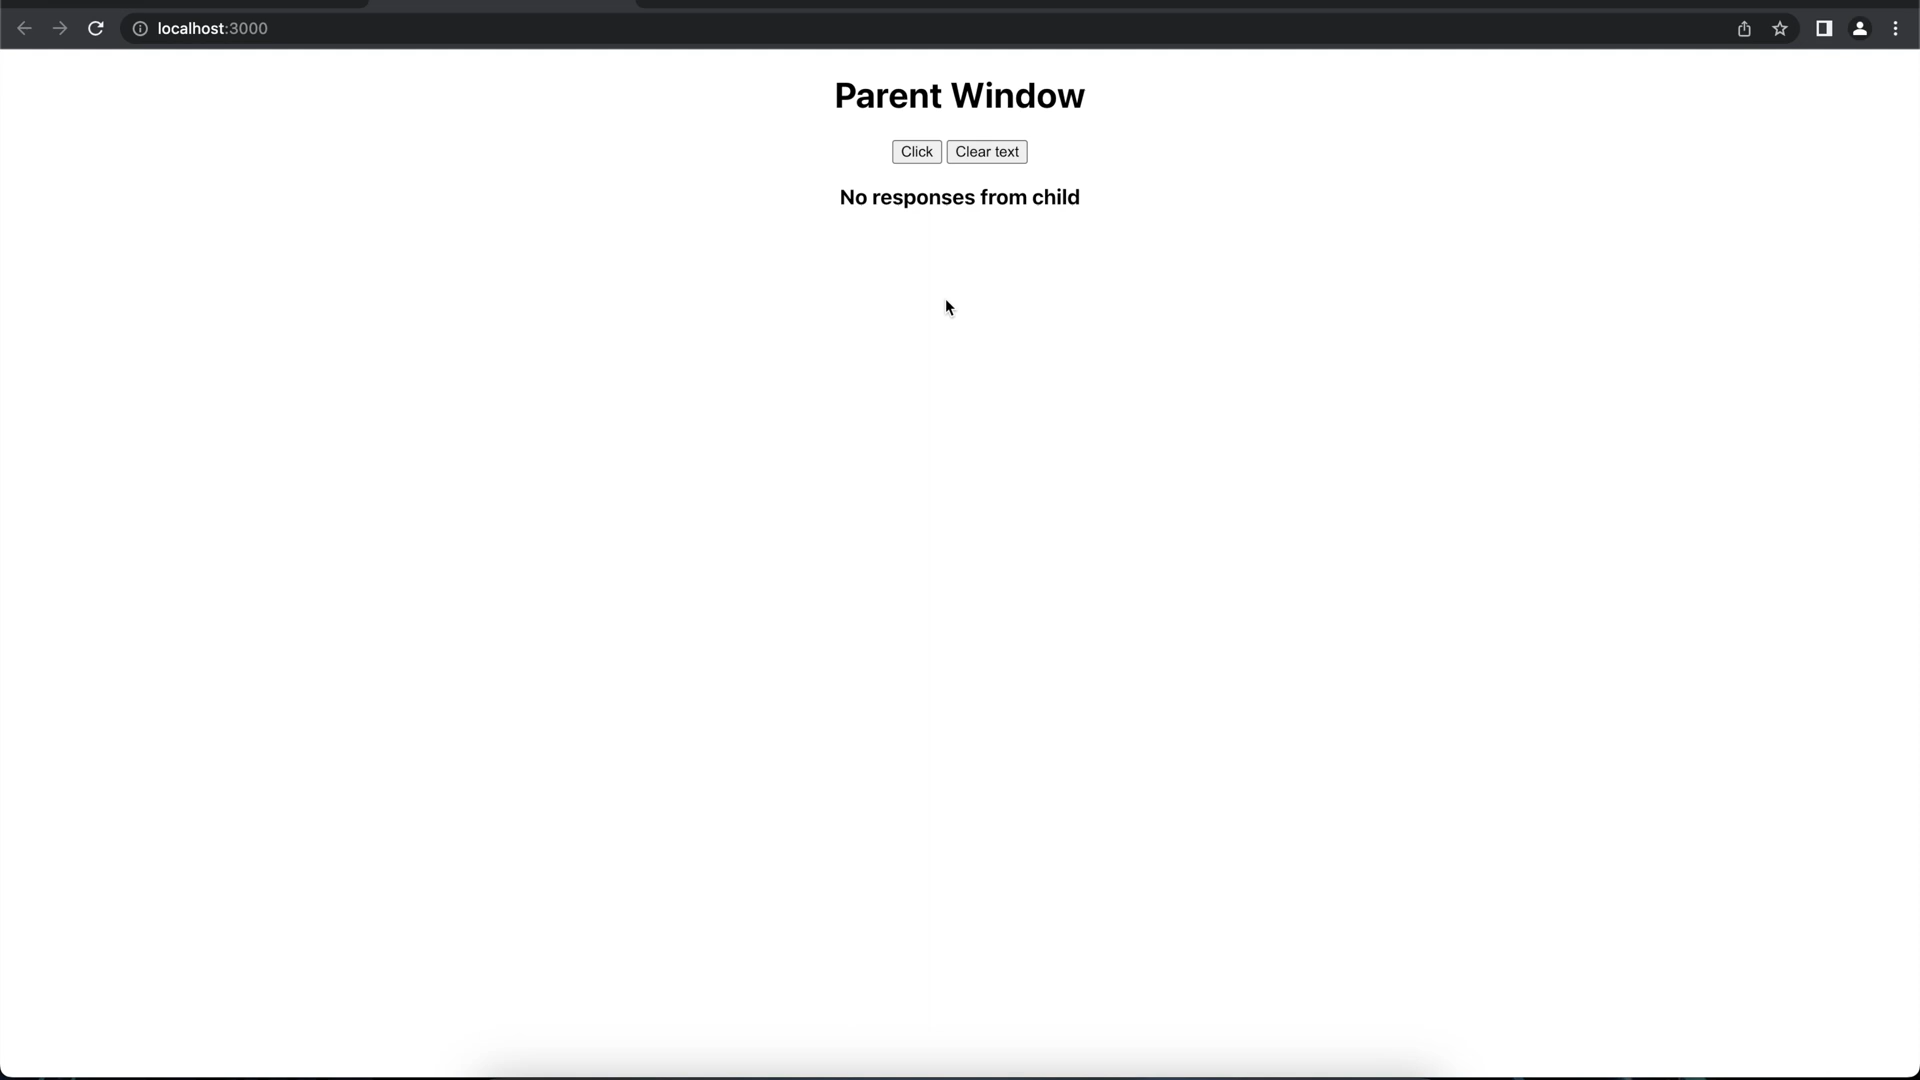 localhost:3000
Parent Window
Click Clear text
No responses from child